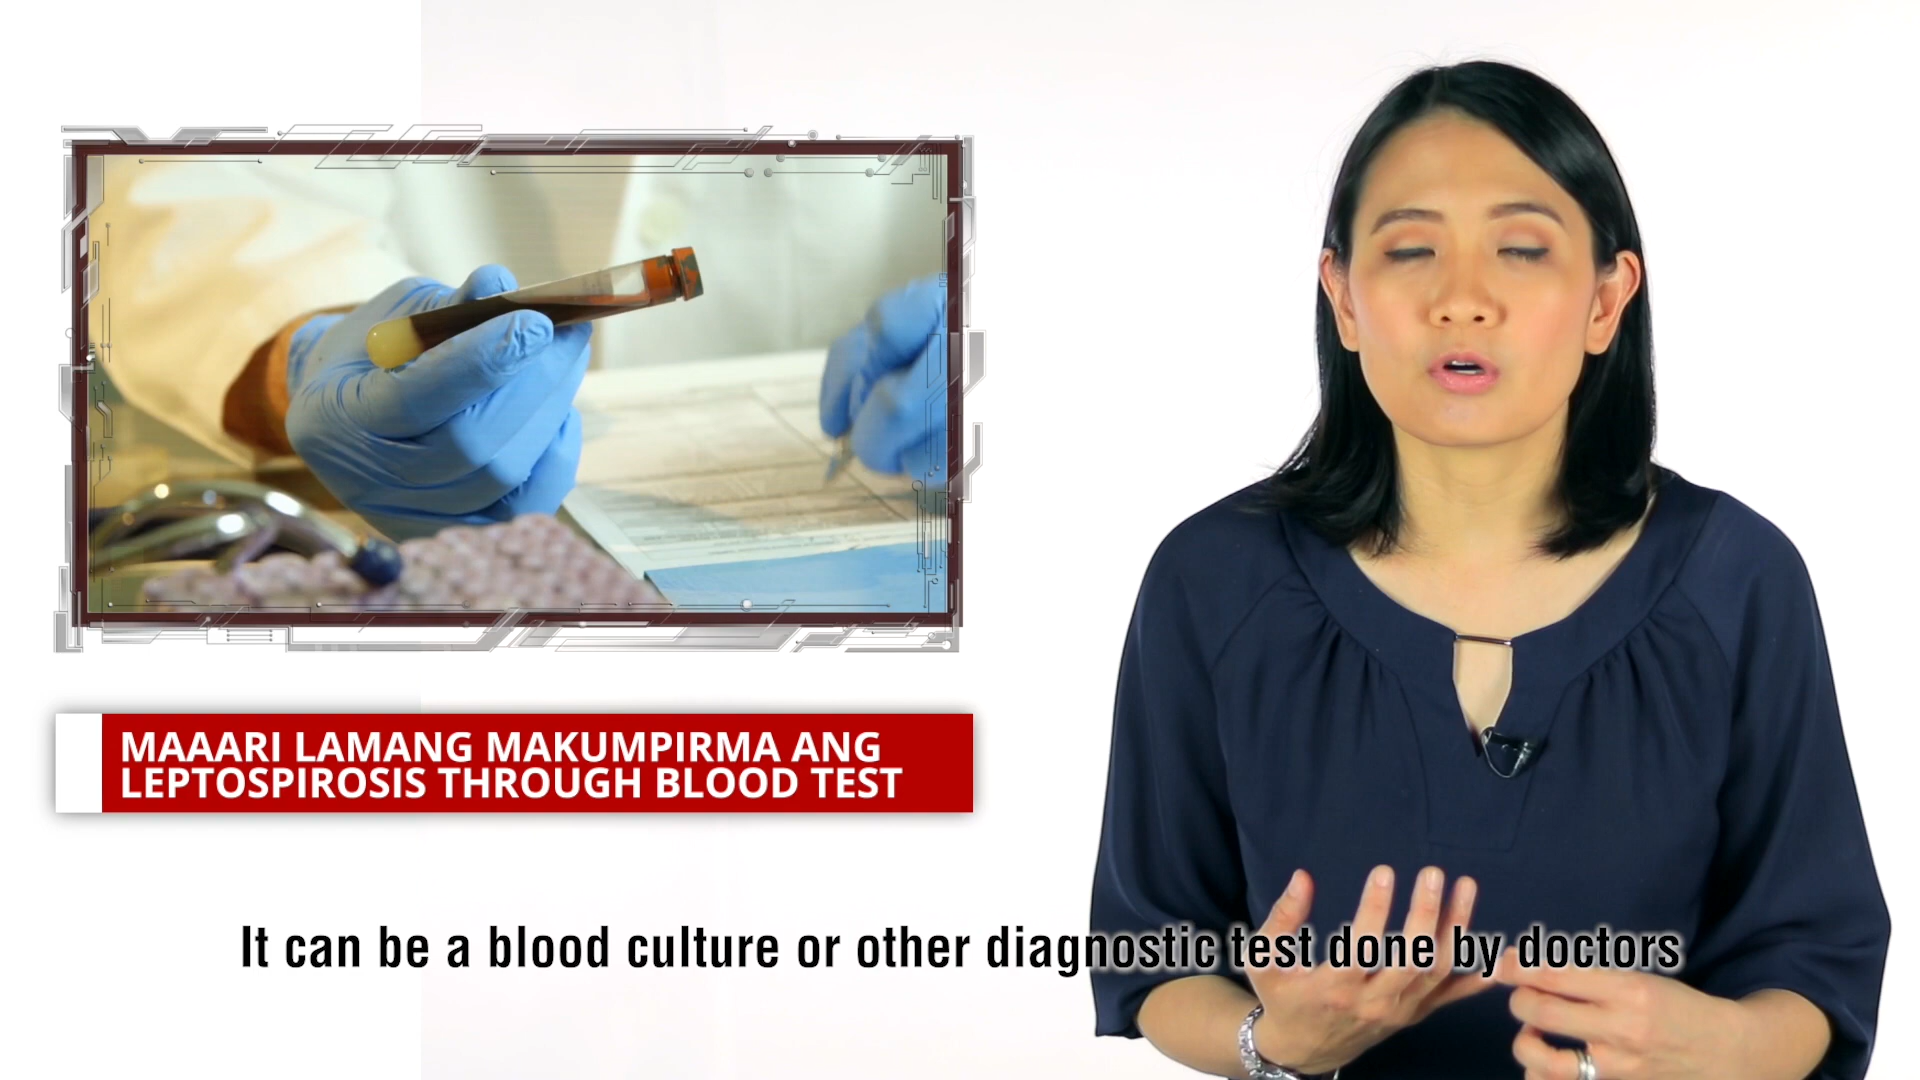 MAAARI LAMANG MAKUMPIRMA ANG
LEPTOSPIROSIS THROUGH BLOOD TEST
It can be a blood culture or other diagnostic test done by doctors